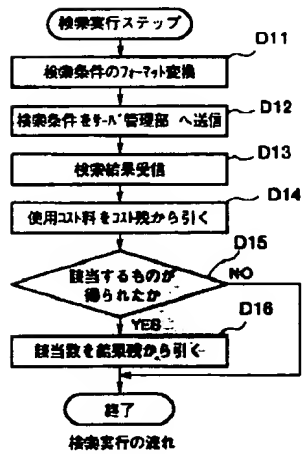 検索実行ステップ
D11
検索条件のフォーマット変換
D12
検索条件をサーバ管理部 へ送信
D13
検索結果受信
D14
使用コスト料をコスト残から引く
D15
該当するものが
得られたか
NO
YES
D16
該当数を結果残から引く
終了
検索実行の流れ